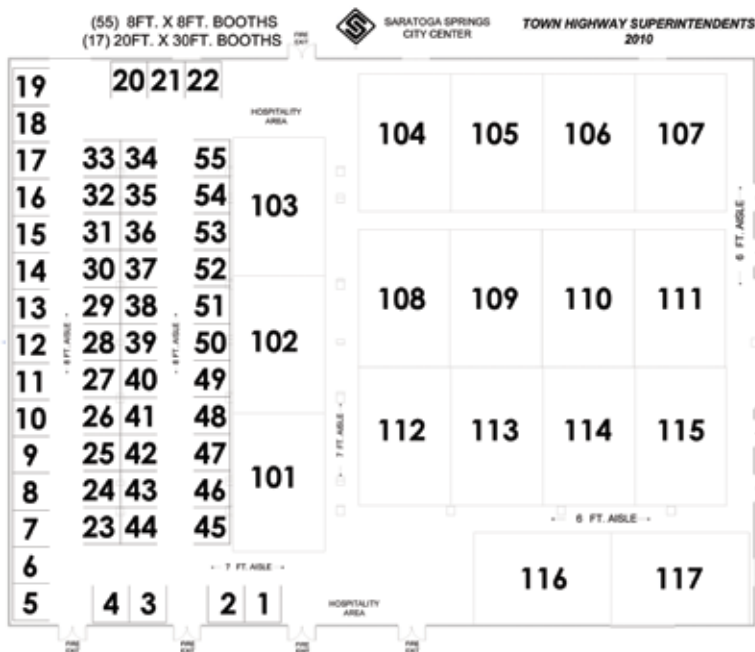 (55) 8FT. X 8FT. BOOTHS
(17) 20FT. X 30FT. BOOTHS
FIRE EXIT
S
SARATOGA SPRINGS
CITY CENTER
TOWN HIGHWAY SUPERINTENDENTS
2010
19
20 21 22
HOSPITALITY
AREA
18
104 105 106 107
17 33 34 55
16 32 35 54
103
15 31 36 53
6 FT. AISLE
14 30 37 52
13 29 38 51
108 109 110 111
8 FT. AISLE
8 FT. AISLE
12 28 39 50
102
11 27 40 49
10 26 41 48
112 113 114 115
7 FT. AISLE
9 25 42 47
101
8 24 43 46
7 23 44 45
6 FT. AISLE
6
7 FT. AISLE
116 117
5 4 3 2 1
HOSPITALITY
AREA